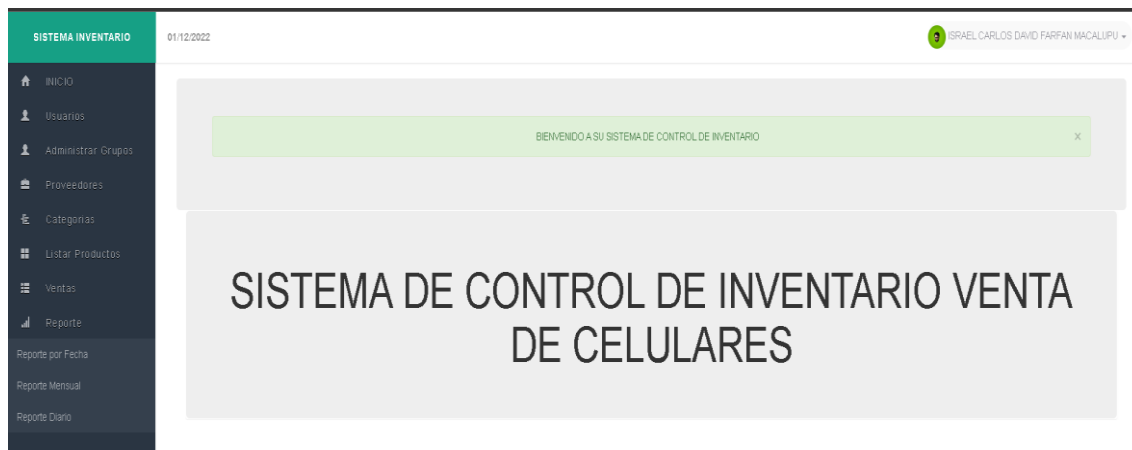 SISTEMA INVENTARIO
01/12/2022
ISRAEL CARLOS DAVID FARFAN MACALUPU
INICIO
Usuarios
Administrar Grupos
Proveedores
Categorias
Listar Productos
Ventas
Reporte
Reporte por Fecha
Reporte Mensual
Reporte Diario
BIENVENIDO A SU SISTEMA DE CONTROL DE INVENTARIO
x
SISTEMA DE CONTROL DE INVENTARIO VENTA
DE CELULARES